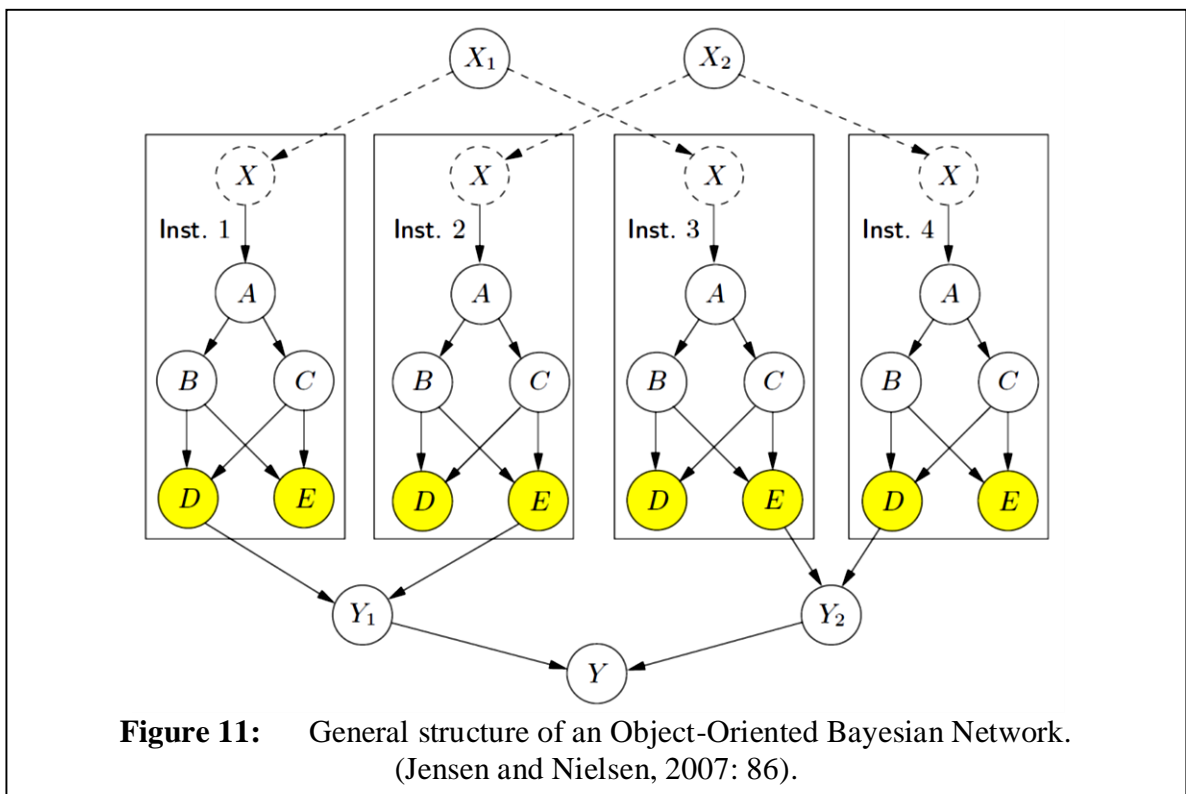 X₁ X₂
X X X X
Inst. 1 Inst. 2 Inst. 3 Inst. 4
A A A A
B C B C B C B C
D E D E D E D E
Y₁ Y₂
Y
Figure 11: General structure of an Object-Oriented Bayesian Network.
(Jensen and Nielsen, 2007: 86).